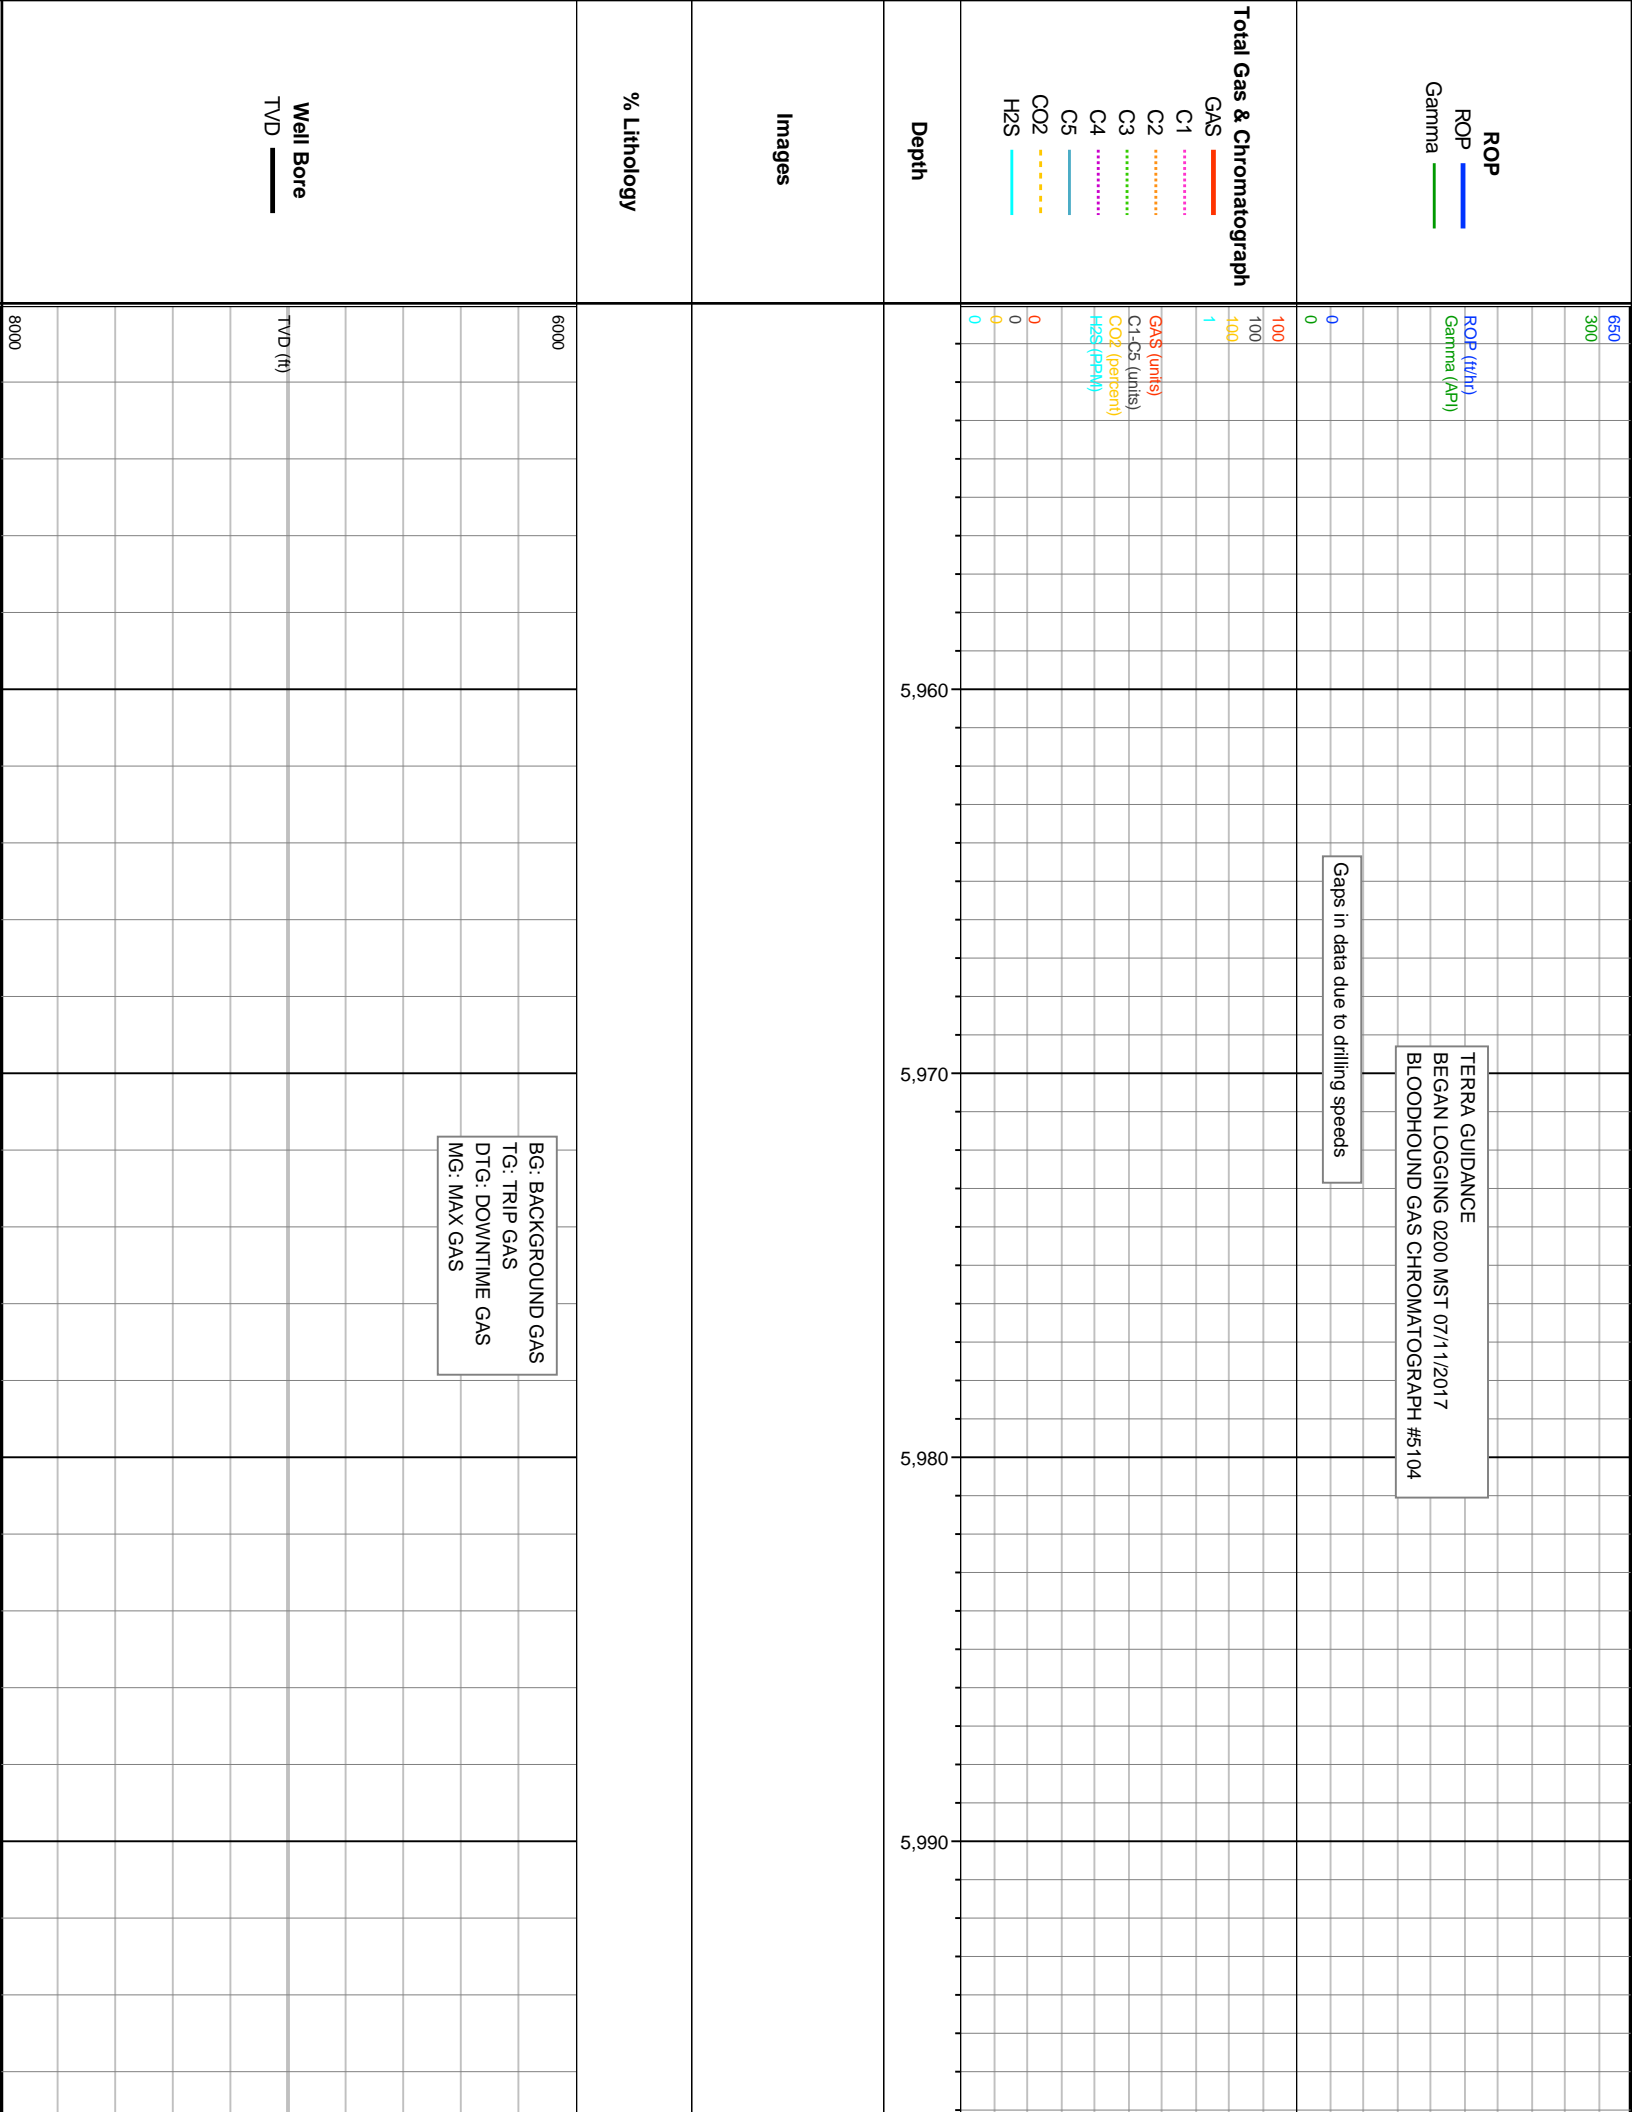 ROP
ROP
Gamma
650
300
ROP (ft/hr)
Gamma (API)
0
0
Gaps in data due to drilling speeds
TERRA GUIDANCE
BEGAN LOGGING 0200 MST 07/11/2017
BLOODHOUND GAS CHROMATOGRAPH #5104
Total Gas & Chromatograph
GAS
C1
C2
C3
C4
C5
CO2
H2S
100
100
100
1
GAS (units)
C1-C5 (units)
CO2 (percent)
H2S (PPM)
0
0
0
0
Depth
5,960
5,970
5,980
5,990
Images
% Lithology
Well Bore
TVD
6000
TVD (ft)
8000
BG: BACKGROUND GAS
TG: TRIP GAS
DTG: DOWNTIME GAS
MG: MAX GAS